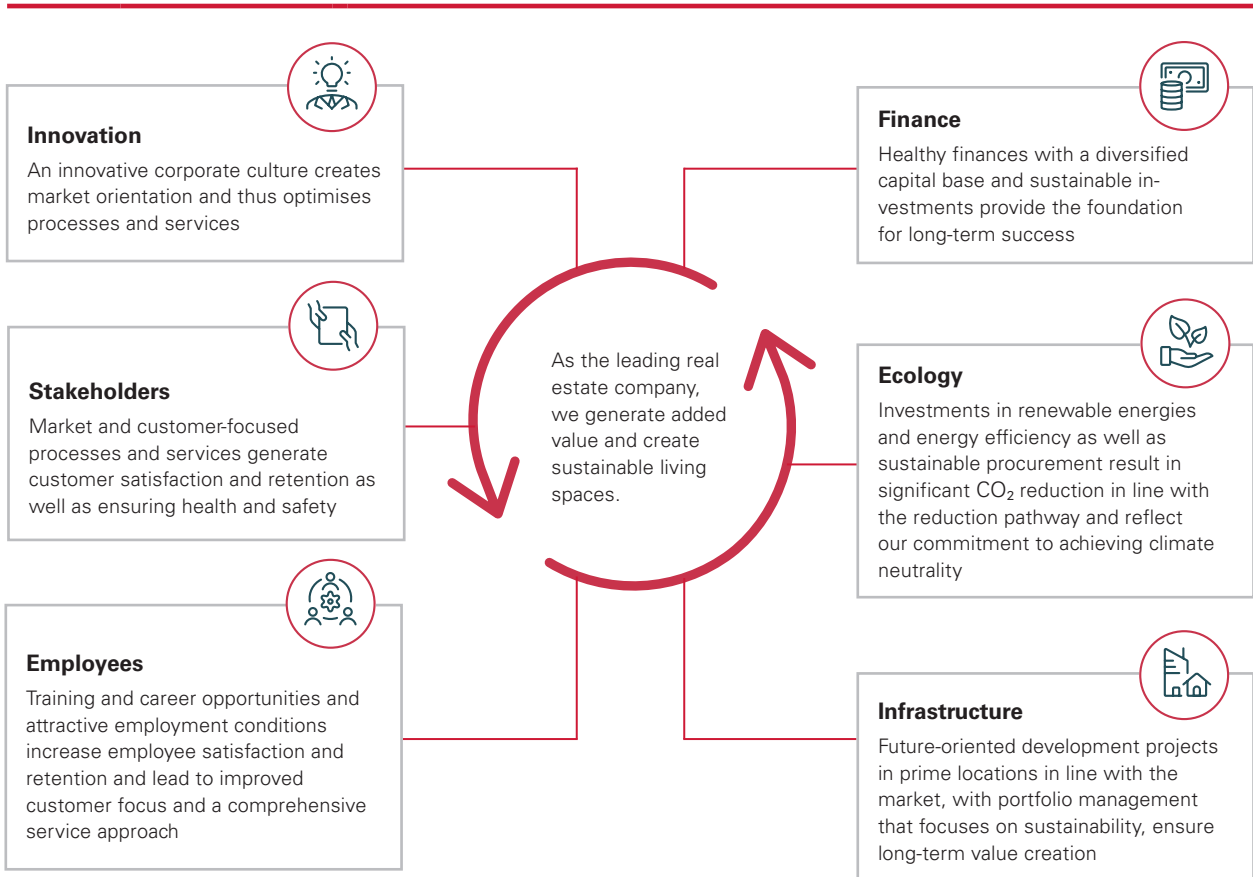 Innovation
An innovative corporate culture creates
market orientation and thus optimises
processes and services
Stakeholders
Market and customer-focused
processes and services generate
customer satisfaction and retention as
well as ensuring health and safety
Employees
Training and career opportunities and
attractive employment conditions
increase employee satisfaction and
retention and lead to improved
customer focus and a comprehensive
service approach
As the leading real
estate company,
we generate added
value and create
sustainable living
spaces.
Finance
Healthy finances with a diversified
capital base and sustainable in-
vestments provide the foundation
for long-term success
Ecology
Investments in renewable energies
and energy efficiency as well as
sustainable procurement result in
significant CO₂ reduction in line with
the reduction pathway and reflect
our commitment to achieving climate
neutrality
Infrastructure
Future-oriented development projects
in prime locations in line with the
market, with portfolio management
that focuses on sustainability, ensure
long-term value creation